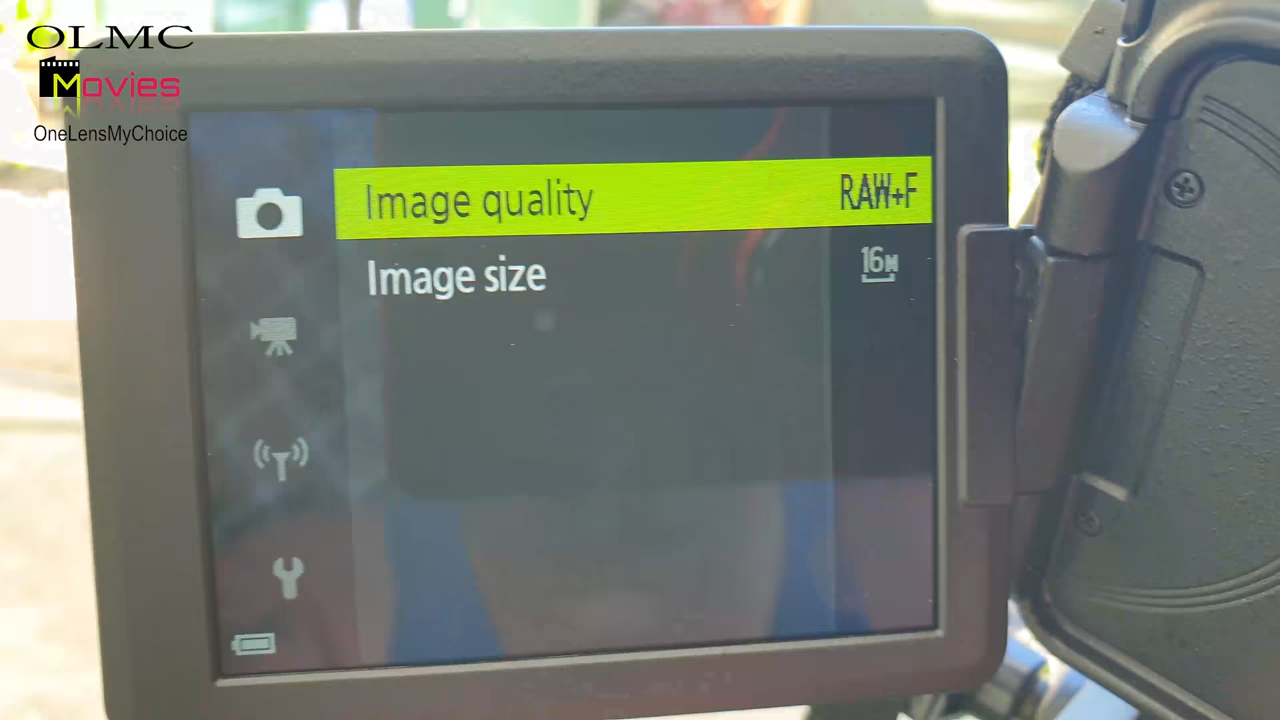 OLMC
Movies
OneLensMyChoice
Image quality RAW+F
Image size 16M